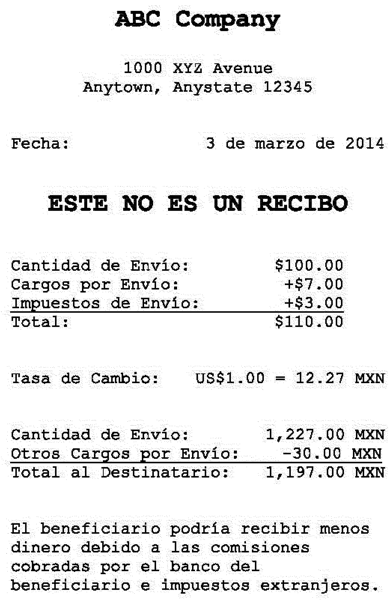 ABC Company
1000 XYZ Avenue
Anytown, Anystate 12345
Fecha: 3 de marzo de 2014
ESTE NO ES UN RECIBO
Cantidad de Envío: $100.00
Cargos por Envío: +$7.00
Impuestos de Envío: +$3.00
Total: $110.00
Tasa de Cambio: US$1.00 = 12.27 MXN
Cantidad de Envío: 1,227.00 MXN
Otros Cargos por Envío: -30.00 MXN
Total al Destinatario: 1,197.00 MXN
El beneficiario podría recibir menos
dinero debido a las comisiones
cobradas por el banco del
beneficiario e impuestos extranjeros.